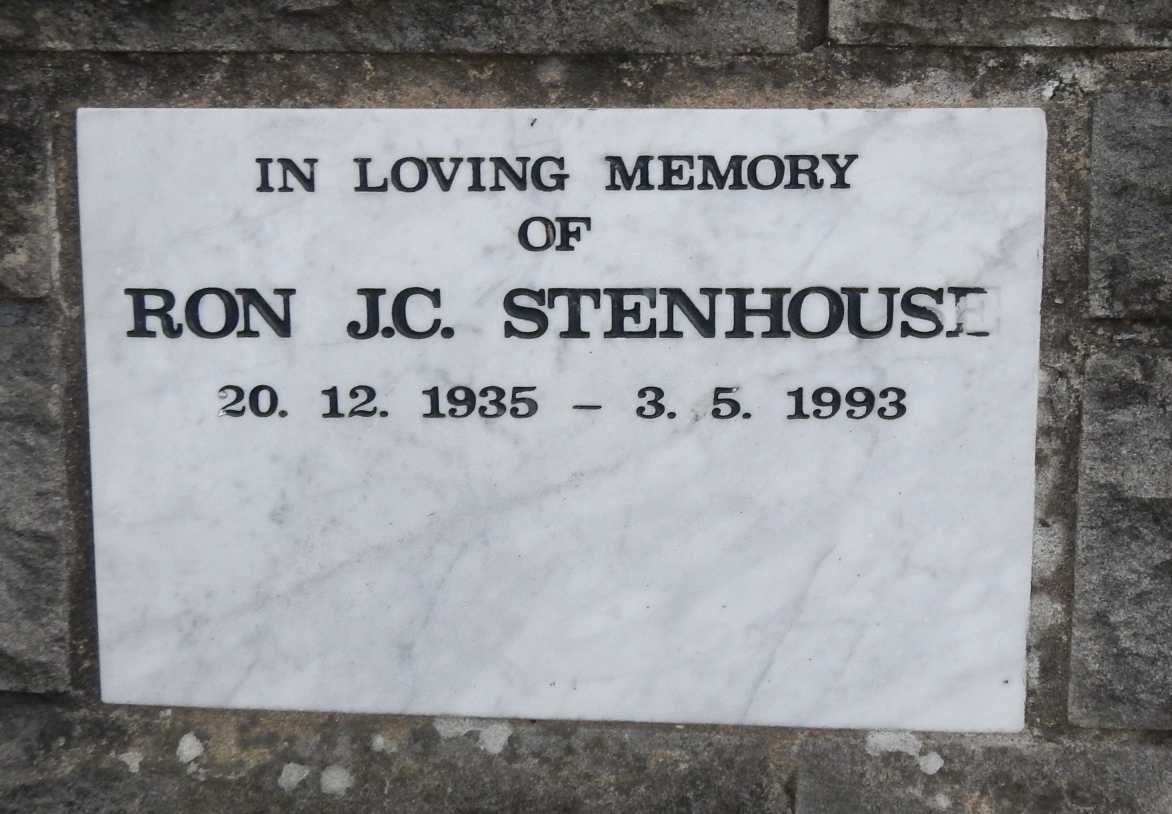 IN LOVING MEMORY
OF
RON J.C. STENHOUSE
20. 12. 1935 – 3. 5. 1993